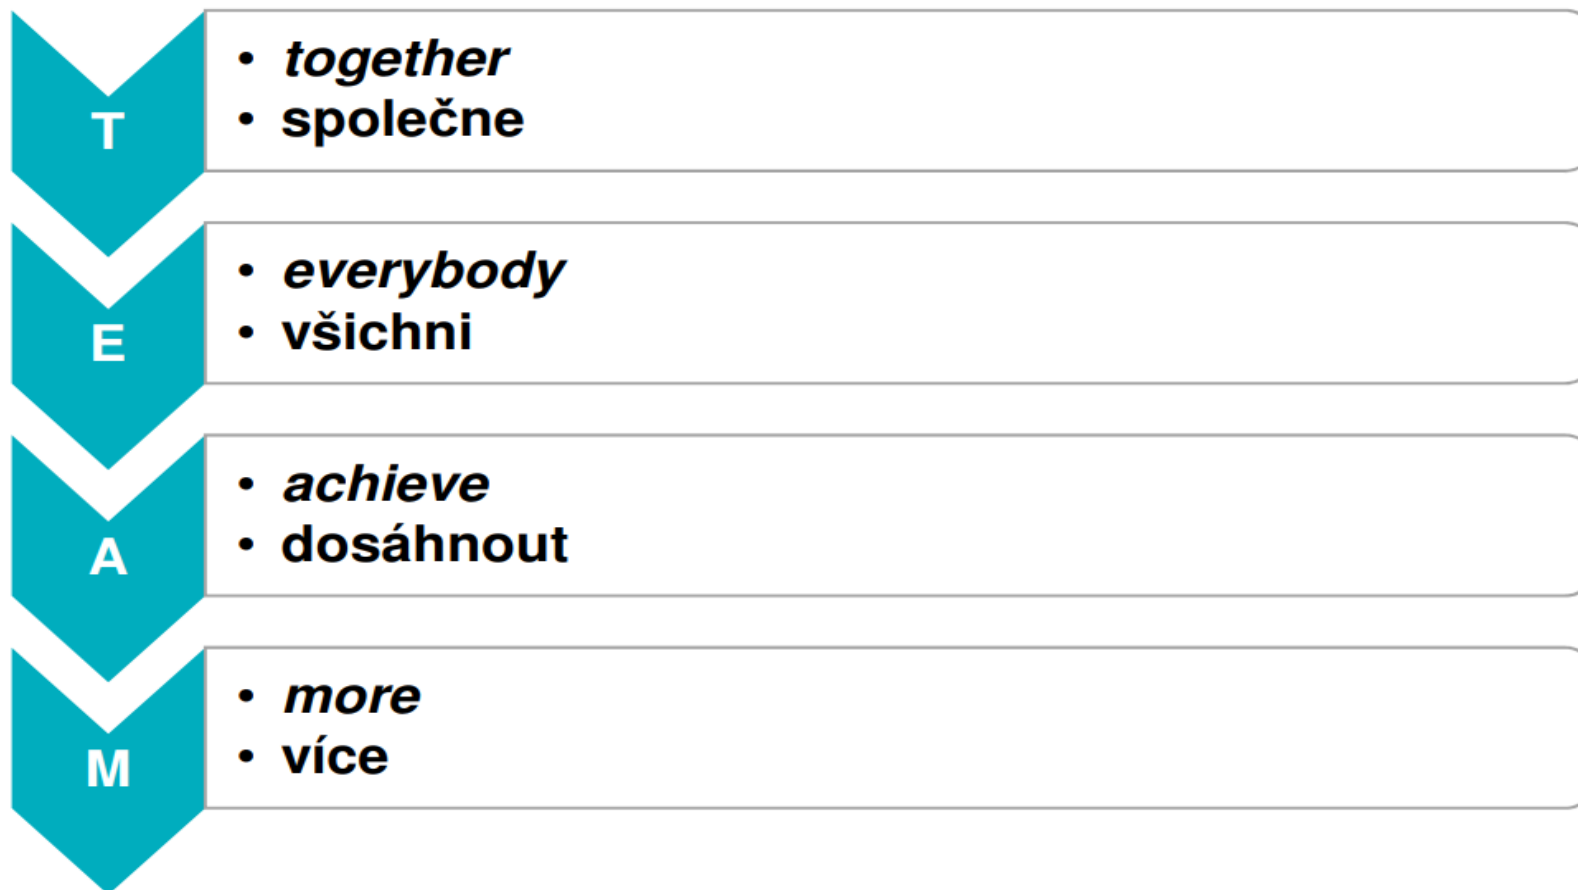 T
• together
• společne
E
• everybody
• všichni
A
• achieve
• dosáhnout
M
• more
• více